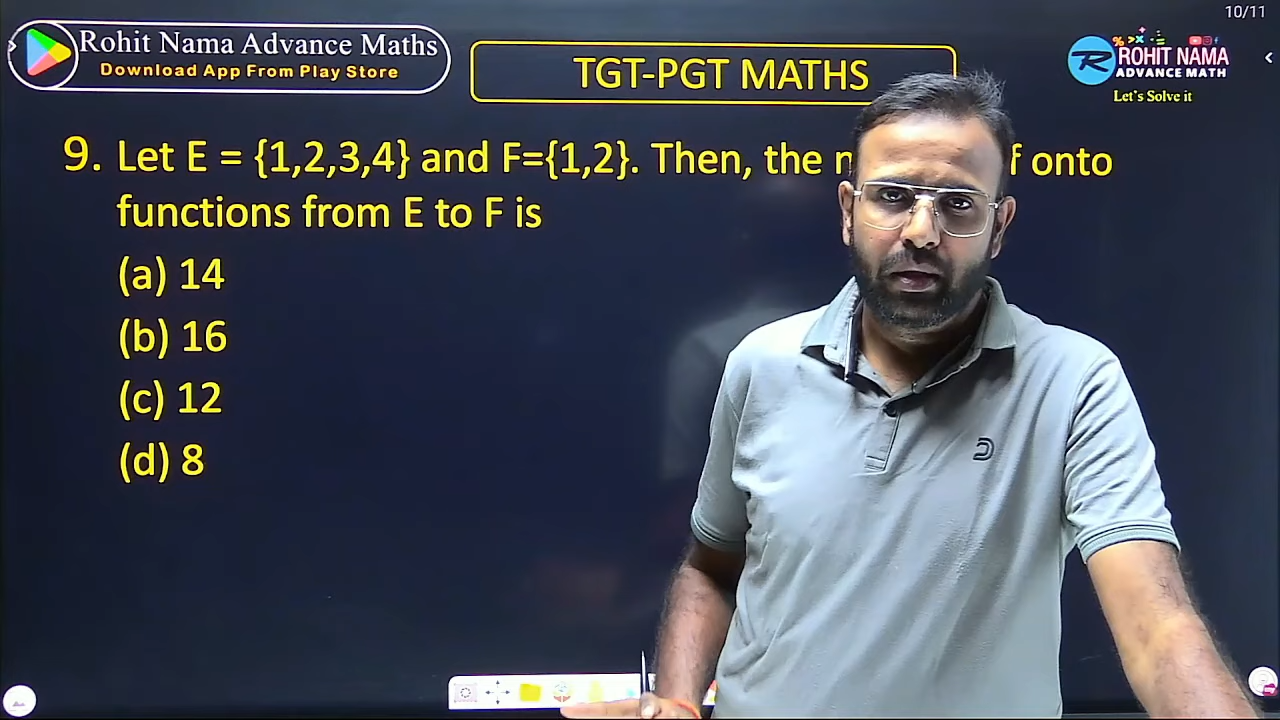 10/11
Rohit Nama Advance Maths
Download App From Play Store
TGT-PGT MATHS
ROHIT NAMA
ADVANCE MATH
Let's Solve it
9. Let E = {1,2,3,4} and F={1,2}. Then, the onto
functions from E to F is
(a) 14
(b) 16
(c) 12
(d) 8